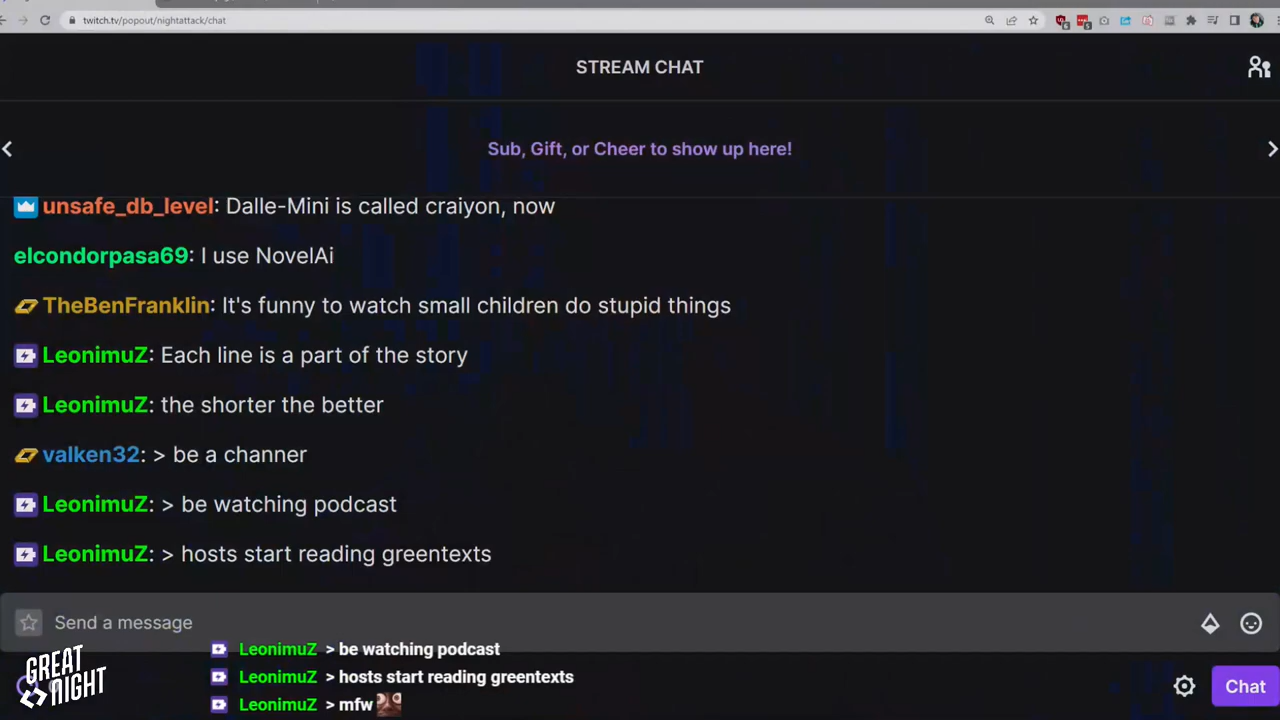 twitch.tv/popout/nightattack/chat
STREAM CHAT
Sub, Gift, or Cheer to show up here!
unsafe_db_level: Dalle-Mini is called craiyon, now
elcondorpasa69: I use NovelAi
TheBenFranklin: It's funny to watch small children do stupid things
LeonimuZ: Each line is a part of the story
LeonimuZ: the shorter the better
valken32: > be a channer
LeonimuZ: > be watching podcast
LeonimuZ: > hosts start reading greentexts
Send a message
LeonimuZ > be watching podcast
LeonimuZ > hosts start reading greentexts
LeonimuZ > mfw
GREAT
NIGHT
Chat